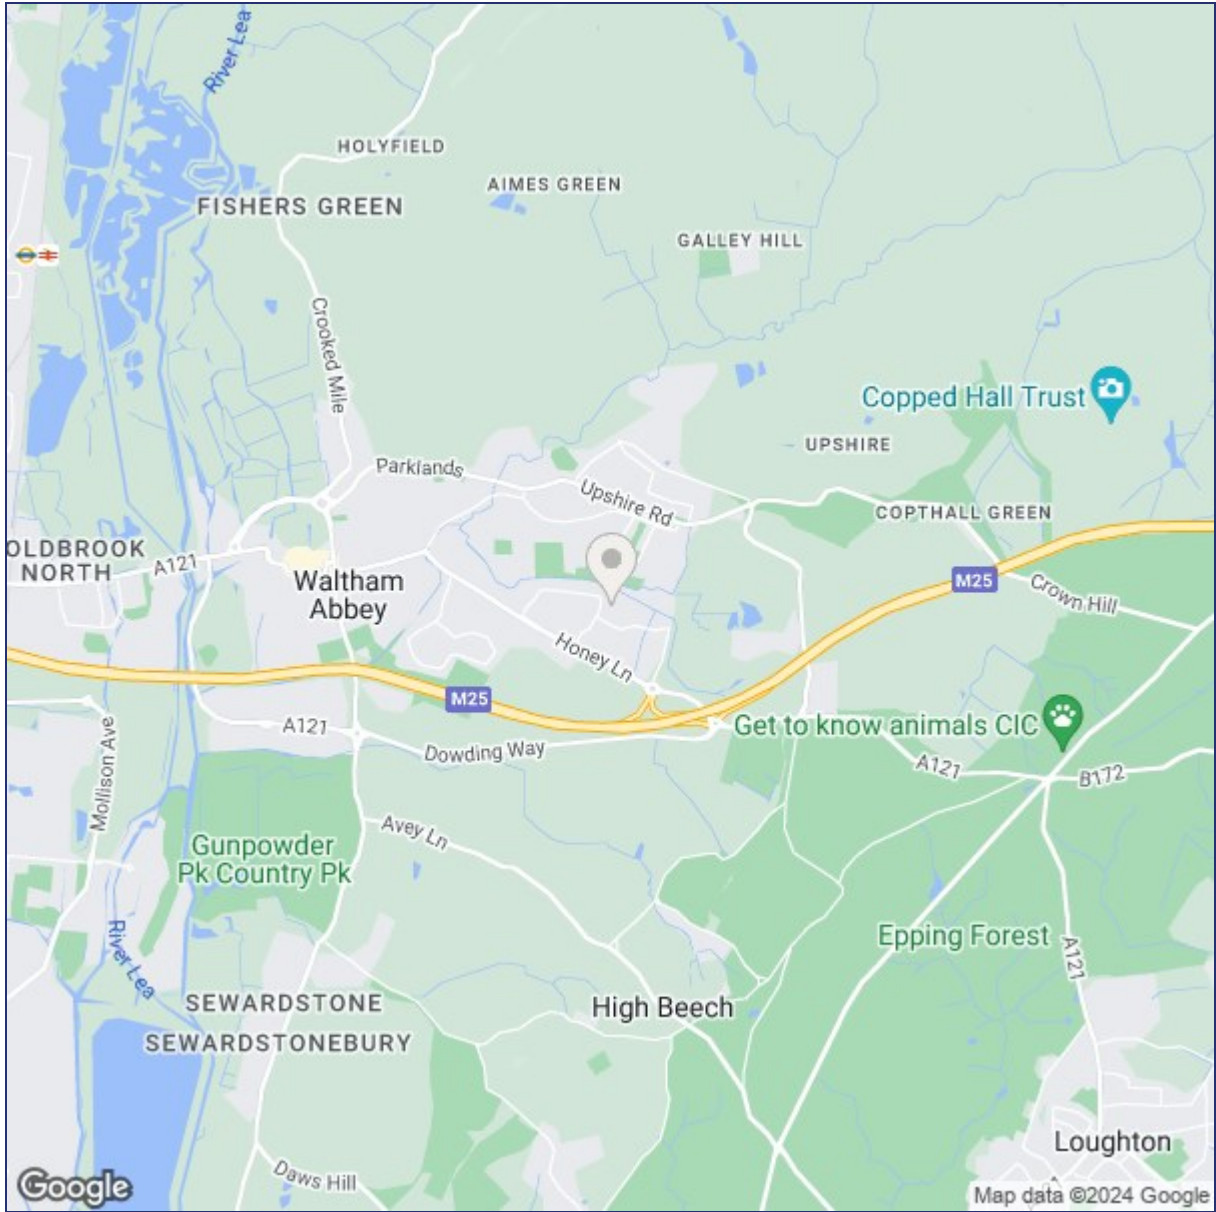 River Lea
HOLYFIELD
AIMES GREEN
FISHERS GREEN
GALLEY HILL
Crooked Mile
Copped Hall Trust
UPSHIRE
Parklands
Upshire Rd
COPTHALL GREEN
OLDBROOK
NORTH
A121
Waltham
Abbey
M25
Crown Hill
Honey Ln
M25
A121
Mollison Ave
Dowding Way
Get to know animals CIC
A121
B172
Gunpowder
Pk Country Pk
Avey Ln
Epping Forest
A121
River Lea
SEWARDSTONE
High Beech
SEWARDSTONEBURY
Loughton
Daws Hill
Google
Map data ©2024 Google